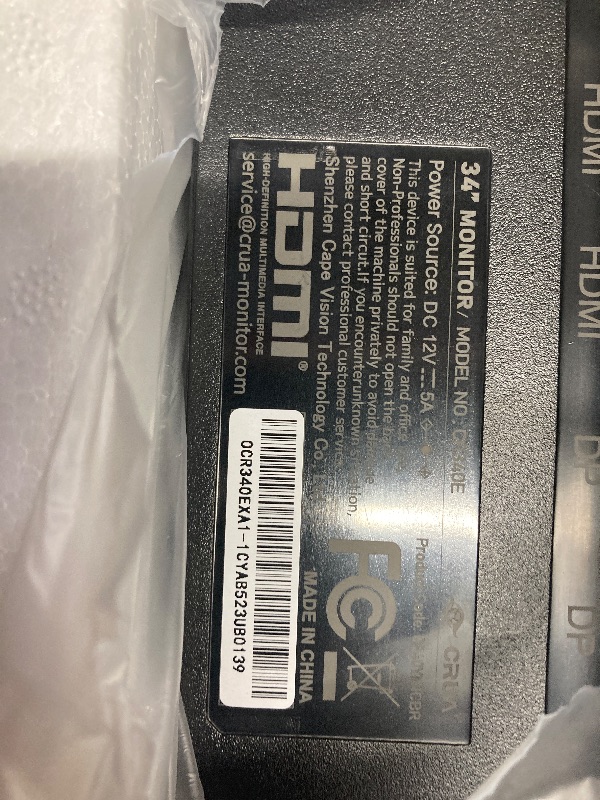 34" MONITOR/ MODEL NO:
Power Source: DC 12V 5A
This device is suited for family and office
Non-Professionals should not open the
cover of the machine privately to avoid
and short circut.If you encounterunknown
please contact professional customer service
Shenzhen Cape Vision Technology Co.,
HDMI®
HIGH-DEFINITION MULTIMEDIA INTERFACE
service@crua-monitor.com
CRUA
FC
MADE IN CHINA
0CR340EXA1-1CYAB523UB0139
HDMI
HDMI
DP
DP